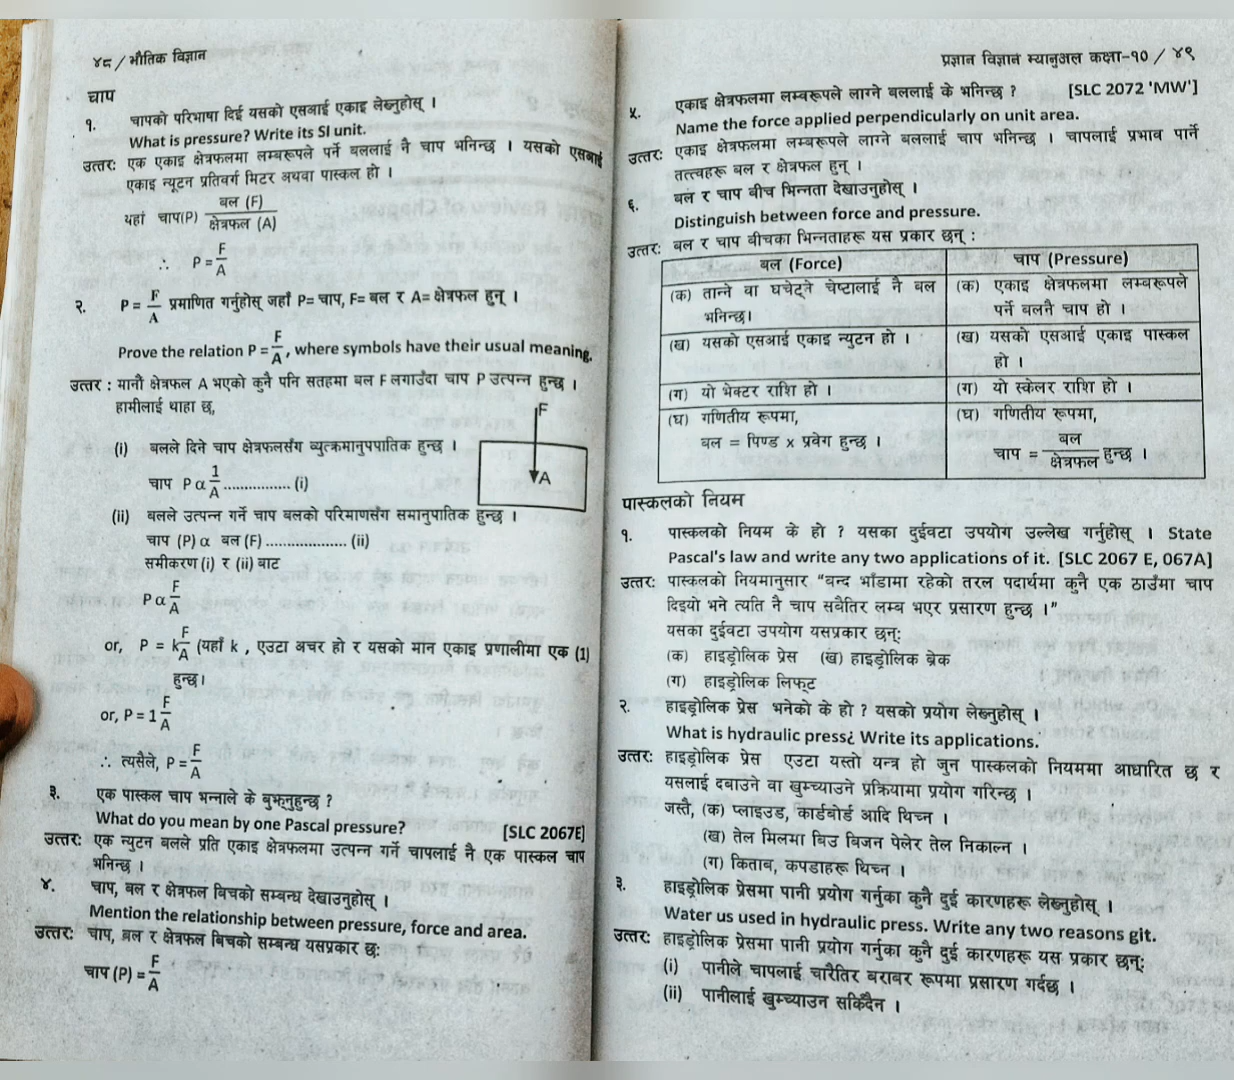 ४८ / भौतिक विज्ञान
चाप
१. चापको परिभाषा दिई यसको एसआई एकाइ लेख्नुहोस् ।
What is pressure? Write its SI unit.
उत्तर: एक एकाइ क्षेत्रफलमा लम्बरूपले पर्ने बललाई नै चाप भनिन्छ । यसको एसआई
एकाइ न्यूटन प्रतिवर्ग मिटर अथवा पास्कल हो ।
यहां चाप(P) बल (F) / क्षेत्रफल (A)
∴ P = F/A
२. P = F/A प्रमाणित गर्नुहोस् जहाँ P= चाप, F= बल र A= क्षेत्रफल हुन् ।
Prove the relation P = F/A, where symbols have their usual meaning.
उत्तर : मानौं क्षेत्रफल A भएको कुनै पनि सतहमा बल F लगाउँदा चाप P उत्पन्न हुन्छ ।
हामीलाई थाहा छ,
F
(i) बलले दिने चाप क्षेत्रफलसँग व्युत्क्रमानुपपातिक हुन्छ ।
A
चाप P α 1/A ............... (i)
(ii) बलले उत्पन्न गर्ने चाप बलको परिमाणसँग समानुपातिक हुन्छ ।
चाप (P) α बल (F) ................... (ii)
समीकरण (i) र (ii) बाट
P α F/A
or, P = k F/A (यहाँ k , एउटा अचर हो र यसको मान एकाइ प्रणालीमा एक (1)
हुन्छ।
or, P = 1 F/A
∴ त्यसैले, P = F/A
३. एक पास्कल चाप भन्नाले के बुझ्नुहुन्छ ?
What do you mean by one Pascal pressure? [SLC 2067E]
उत्तर: एक न्युटन बलले प्रति एकाइ क्षेत्रफलमा उत्पन्न गर्ने चापलाई नै एक पास्कल चाप
भनिन्छ ।
४. चाप, बल र क्षेत्रफल बिचको सम्बन्ध देखाउनुहोस् ।
Mention the relationship between pressure, force and area.
उत्तर: चाप, बल र क्षेत्रफल बिचको सम्बन्ध यसप्रकार छ:
चाप (P) = F/A
प्रज्ञान विज्ञान म्यानुअल कक्षा-१० / ४९
५. एकाइ क्षेत्रफलमा लम्बरूपले लाग्ने बललाई के भनिन्छ ? [SLC 2072 'MW']
Name the force applied perpendicularly on unit area.
उत्तर: एकाइ क्षेत्रफलमा लम्बरूपले लाग्ने बललाई चाप भनिन्छ । चापलाई प्रभाव पार्ने
तत्त्वहरू बल र क्षेत्रफल हुन् ।
६. बल र चाप बीच भिन्नता देखाउनुहोस् ।
Distinguish between force and pressure.
उत्तर: बल र चाप बीचका भिन्नताहरू यस प्रकार छन् :
बल (Force) चाप (Pressure)
(क) तान्ने वा घचेट्ने चेष्टालाई नै बल (क) एकाइ क्षेत्रफलमा लम्बरूपले
भनिन्छ। पर्ने बलनै चाप हो ।
(ख) यसको एसआई एकाइ न्युटन हो । (ख) यसको एसआई एकाइ पास्कल
हो ।
(ग) यो भेक्टर राशि हो । (ग) यो स्केलर राशि हो ।
(घ) गणितीय रूपमा, (घ) गणितीय रूपमा,
बल = पिण्ड x प्रवेग हुन्छ । चाप = बल / क्षेत्रफल हुन्छ ।
पास्कलको नियम
१. पास्कलको नियम के हो ? यसका दुईवटा उपयोग उल्लेख गर्नुहोस् । State
Pascal's law and write any two applications of it. [SLC 2067 E, 067A]
उत्तर: पास्कलको नियमानुसार “बन्द भाँडामा रहेको तरल पदार्थमा कुनै एक ठाउँमा चाप
दिइयो भने त्यति नै चाप सबैतिर लम्ब भएर प्रसारण हुन्छ ।”
यसका दुईवटा उपयोग यसप्रकार छन्:
(क) हाइड्रोलिक प्रेस (ख) हाइड्रोलिक ब्रेक
(ग) हाइड्रोलिक लिफ्ट
२. हाइड्रोलिक प्रेस भनेको के हो ? यसको प्रयोग लेख्नुहोस् ।
What is hydraulic press¿ Write its applications.
उत्तर: हाइड्रोलिक प्रेस एउटा यस्तो यन्त्र हो जुन पास्कलको नियममा आधारित छ र
यसलाई दबाउने वा खुम्च्याउने प्रक्रियामा प्रयोग गरिन्छ ।
जस्तै, (क) प्लाइउड, कार्डबोर्ड आदि थिच्न ।
(ख) तेल मिलमा बिउ बिजन पेलेर तेल निकाल्न ।
(ग) किताब, कपडाहरू थिच्न ।
३. हाइड्रोलिक प्रेसमा पानी प्रयोग गर्नुका कुनै दुई कारणहरू लेख्नुहोस् ।
Water us used in hydraulic press. Write any two reasons git.
उत्तर: हाइड्रोलिक प्रेसमा पानी प्रयोग गर्नुका कुनै दुई कारणहरू यस प्रकार छन्:
(i) पानीले चापलाई चारैतिर बराबर रूपमा प्रसारण गर्दछ ।
(ii) पानीलाई खुम्च्याउन सकिँदैन ।